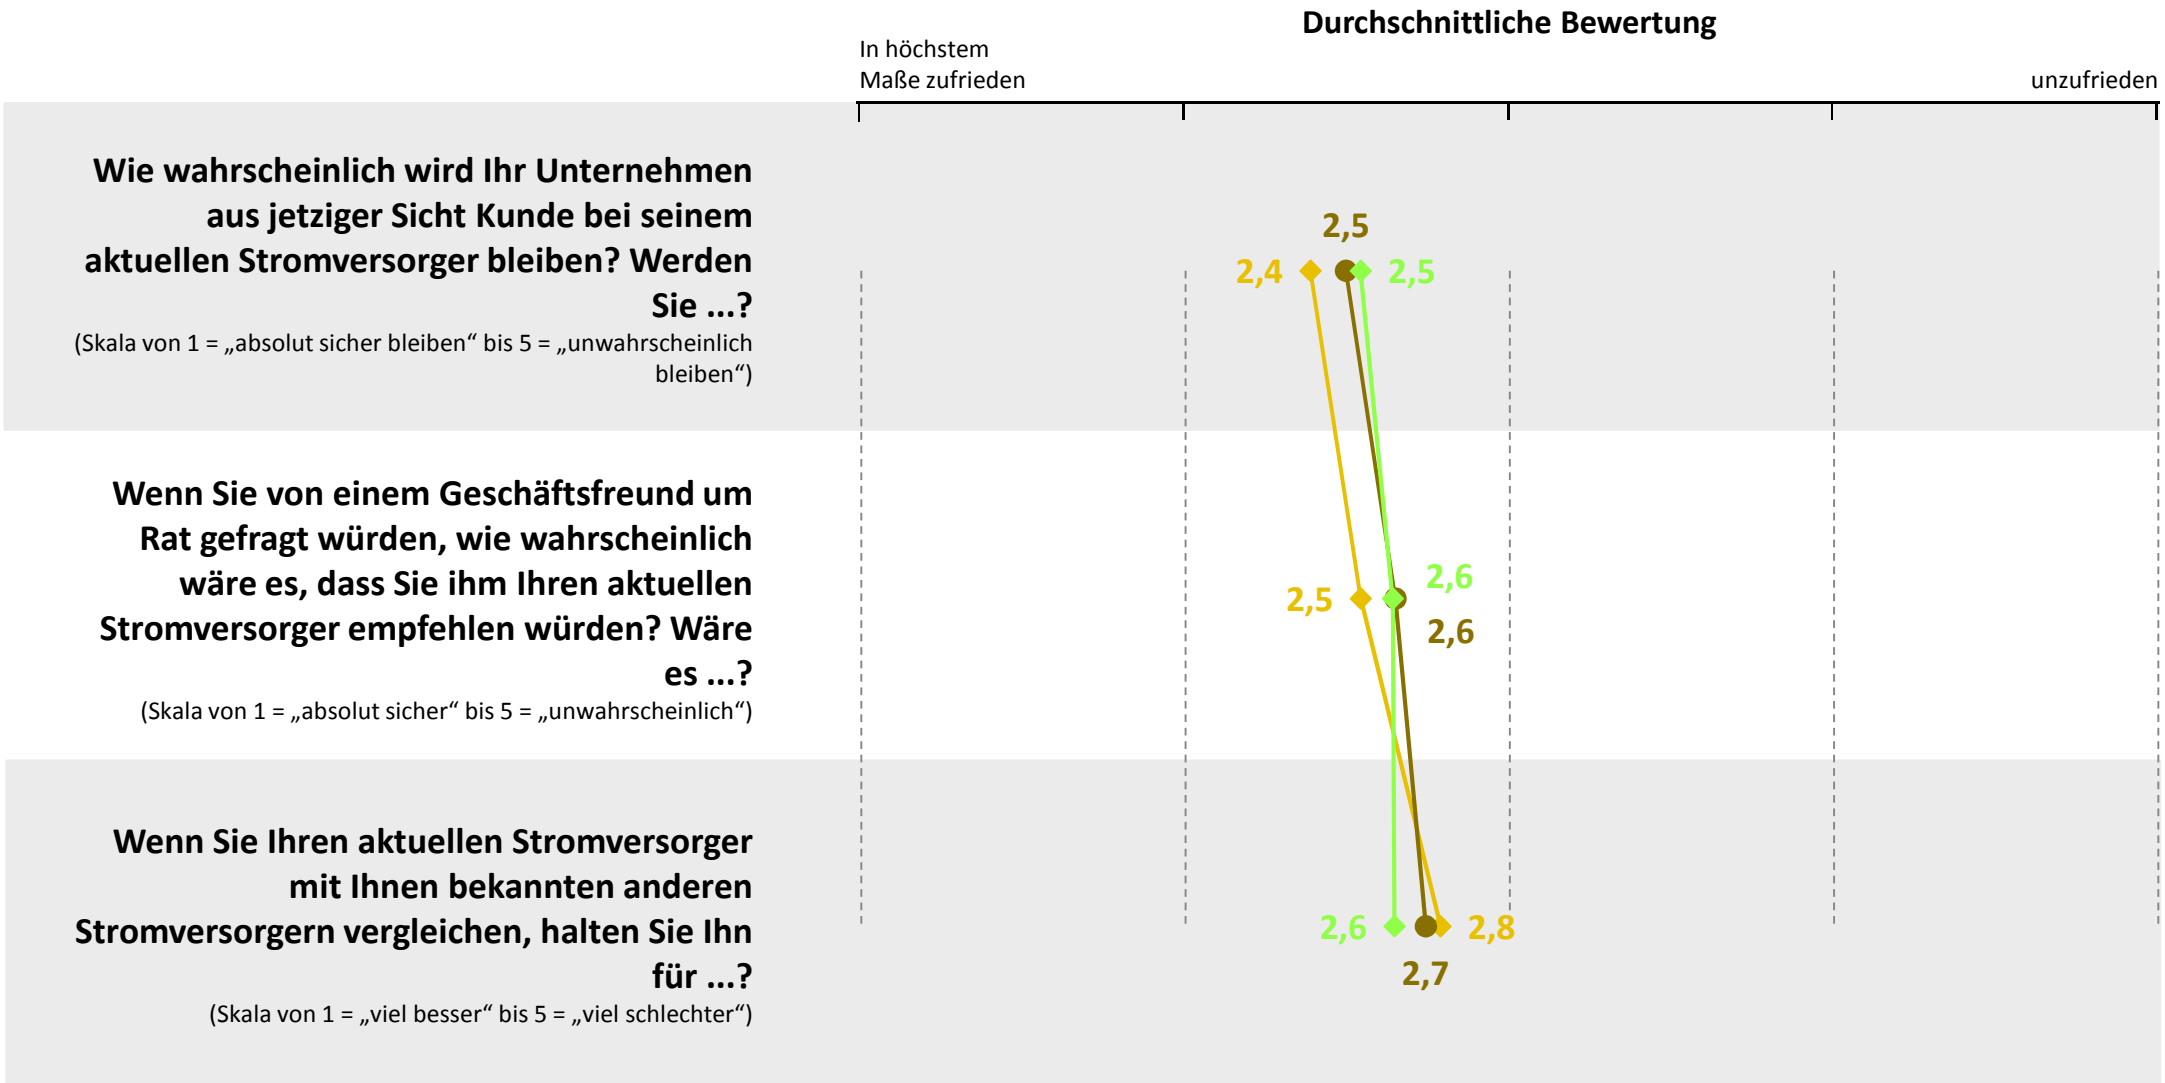 Durchschnittliche Bewertung
In höchstem
Maße zufrieden
unzufrieden
Wie wahrscheinlich wird Ihr Unternehmen
aus jetziger Sicht Kunde bei seinem
aktuellen Stromversorger bleiben? Werden
Sie ...?
(Skala von 1 = „absolut sicher bleiben“ bis 5 = „unwahrscheinlich
bleiben“)
2,5
2,4
2,5
Wenn Sie von einem Geschäftsfreund um
Rat gefragt würden, wie wahrscheinlich
wäre es, dass Sie ihm Ihren aktuellen
Stromversorger empfehlen würden? Wäre
es ...?
(Skala von 1 = „absolut sicher“ bis 5 = „unwahrscheinlich“)
2,6
2,5
2,6
Wenn Sie Ihren aktuellen Stromversorger
mit Ihnen bekannten anderen
Stromversorgern vergleichen, halten Sie Ihn
für ...?
(Skala von 1 = „viel besser“ bis 5 = „viel schlechter“)
2,6
2,8
2,7